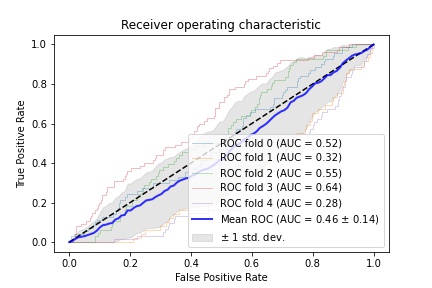 Receiver operating characteristic
True Positive Rate
1.0
0.8
0.6
0.4
0.2
0.0
ROC fold 0 (AUC = 0.52)
ROC fold 1 (AUC = 0.32)
ROC fold 2 (AUC = 0.55)
ROC fold 3 (AUC = 0.64)
ROC fold 4 (AUC = 0.28)
Mean ROC (AUC = 0.46 ± 0.14)
± 1 std. dev.
0.0 0.2 0.4 0.6 0.8 1.0
False Positive Rate